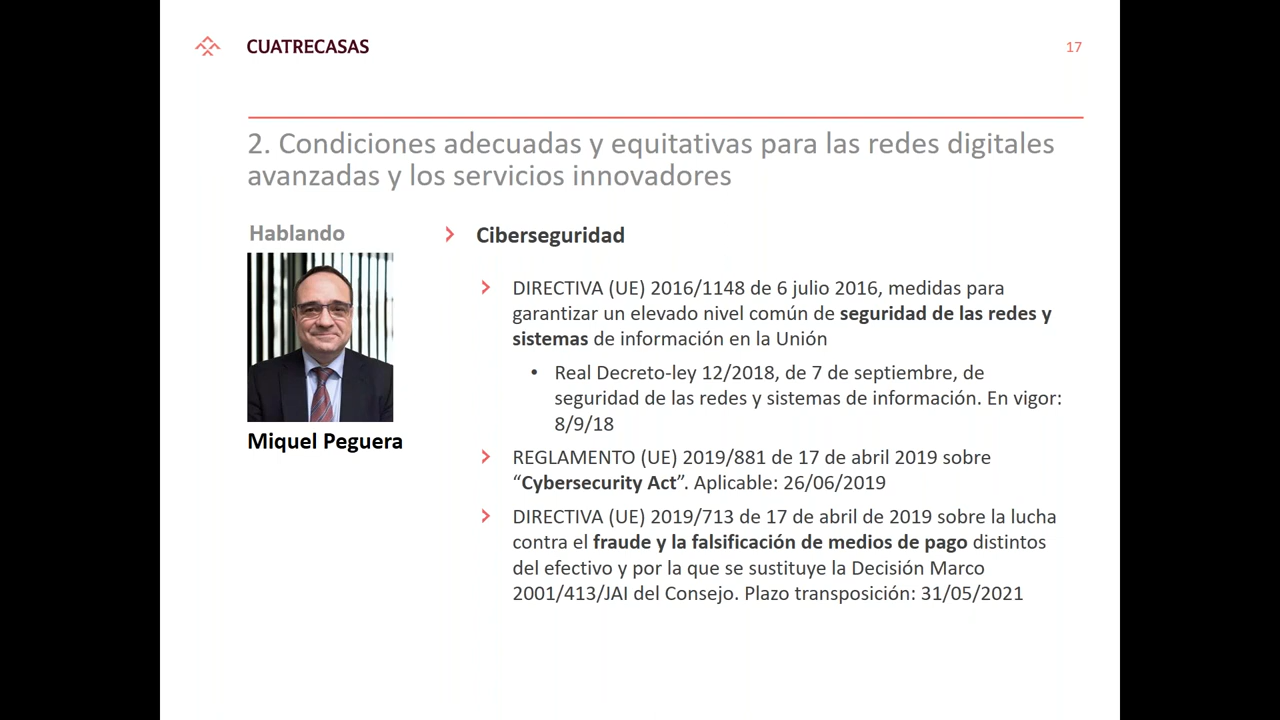 CUATRECASAS
17
2. Condiciones adecuadas y equitativas para las redes digitales
avanzadas y los servicios innovadores
Hablando
Miquel Peguera
Ciberseguridad
DIRECTIVA (UE) 2016/1148 de 6 julio 2016, medidas para
garantizar un elevado nivel común de seguridad de las redes y
sistemas de información en la Unión
• Real Decreto-ley 12/2018, de 7 de septiembre, de
seguridad de las redes y sistemas de información. En vigor:
8/9/18
REGLAMENTO (UE) 2019/881 de 17 de abril 2019 sobre
“Cybersecurity Act”. Aplicable: 26/06/2019
DIRECTIVA (UE) 2019/713 de 17 de abril de 2019 sobre la lucha
contra el fraude y la falsificación de medios de pago distintos
del efectivo y por la que se sustituye la Decisión Marco
2001/413/JAI del Consejo. Plazo transposición: 31/05/2021